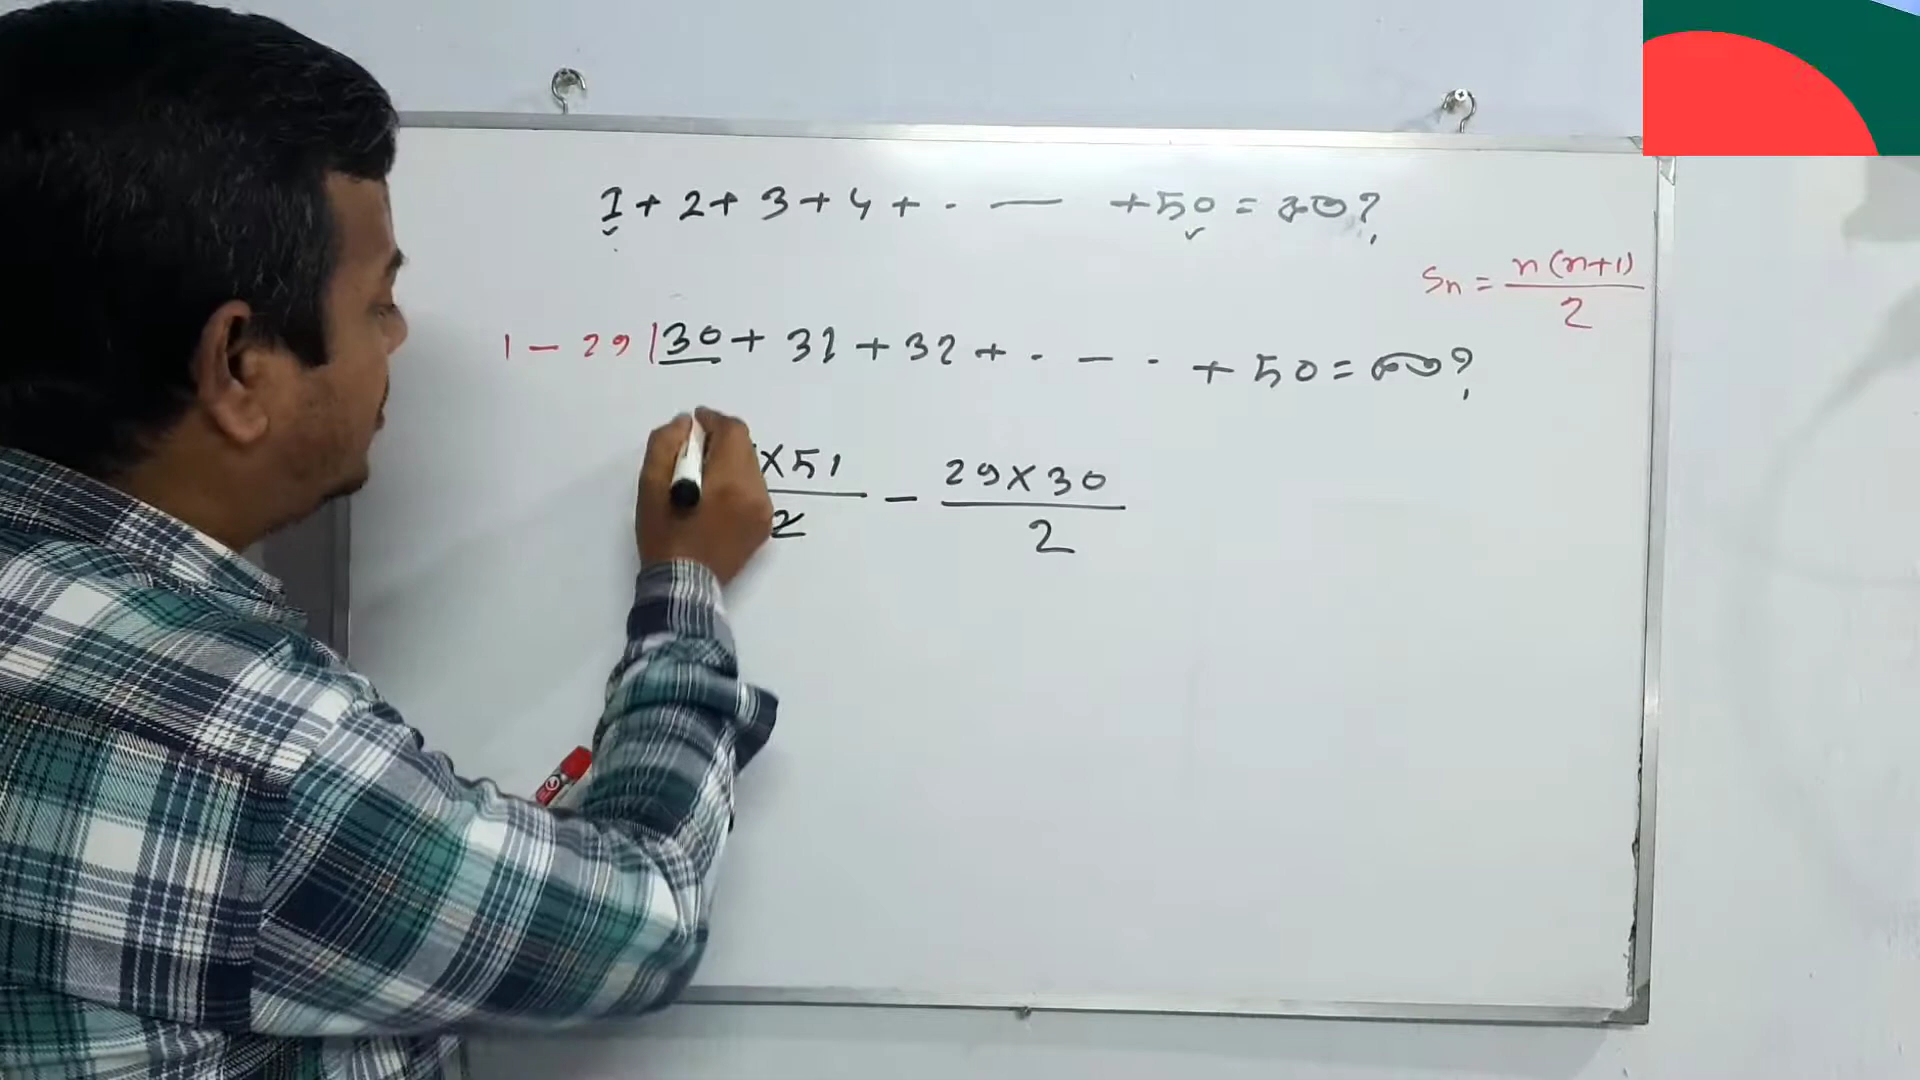 1 + 2 + 3 + 4 + . — + 50 = কত?
Sn = n(n+1) / 2
1 – 29 | 30 + 31 + 32 + . – . + 50 = কত?
×51 / 2 – 29×30 / 2